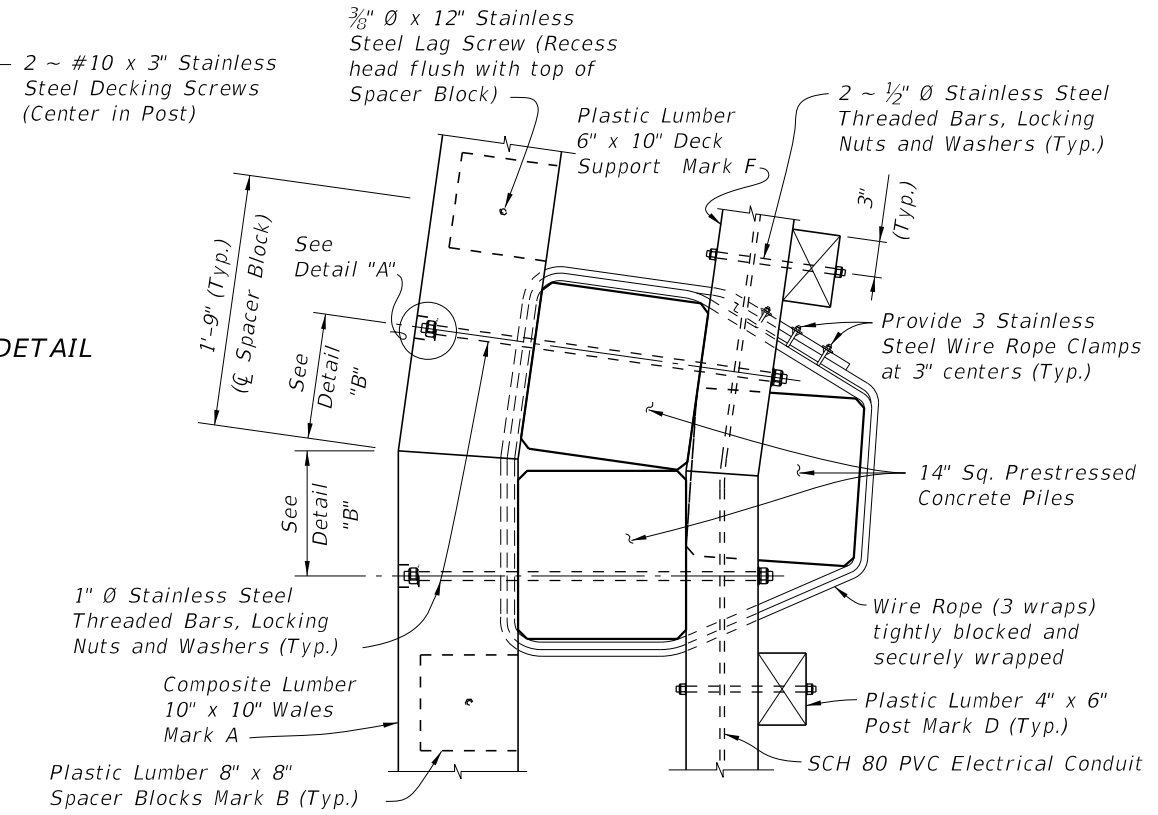 ⅜" Ø x 12" Stainless
Steel Lag Screw (Recess
head flush with top of
Spacer Block)
2 ~ #10 x 3" Stainless
Steel Decking Screws
(Center in Post)
Plastic Lumber
6" x 10" Deck
Support Mark F
2 ~ ½" Ø Stainless Steel
Threaded Bars, Locking
Nuts and Washers (Typ.)
3"
(Typ.)
1'-9" (Typ.)
(℄ Spacer Block)
See
Detail "A"
See
Detail
"B"
DETAIL
Provide 3 Stainless
Steel Wire Rope Clamps
at 3" centers (Typ.)
14" Sq. Prestressed
Concrete Piles
See
Detail
"B"
1" Ø Stainless Steel
Threaded Bars, Locking
Nuts and Washers (Typ.)
Wire Rope (3 wraps)
tightly blocked and
securely wrapped
Composite Lumber
10" x 10" Wales
Mark A
Plastic Lumber 4" x 6"
Post Mark D (Typ.)
Plastic Lumber 8" x 8"
Spacer Blocks Mark B (Typ.)
SCH 80 PVC Electrical Conduit